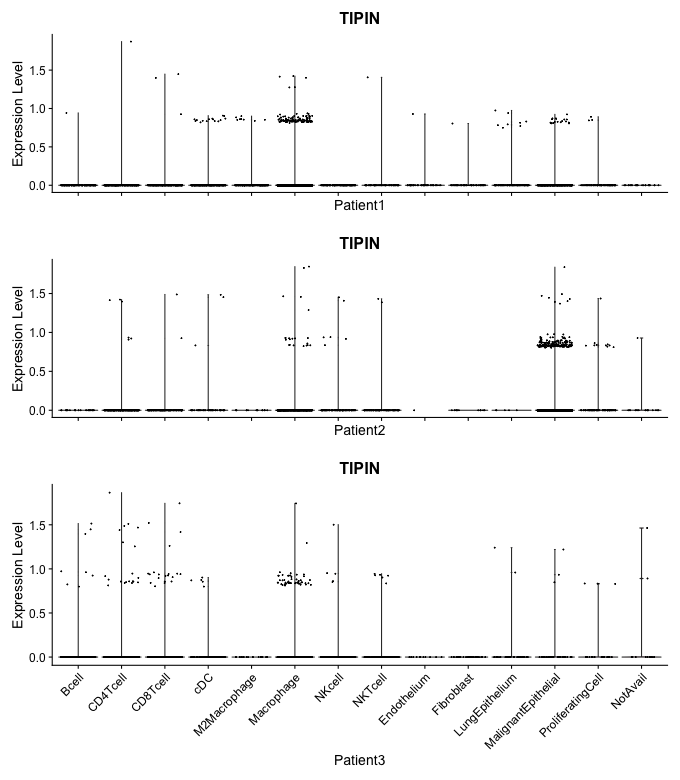 TIPIN
Expression Level
1.5
1.0
0.5
0.0
Patient1
TIPIN
Expression Level
1.5
1.0
0.5
0.0
Patient2
TIPIN
Expression Level
1.5
1.0
0.5
0.0
Bcell
CD4Tcell
CD8Tcell
cDC
M2Macrophage
Macrophage
NKcell
NKTcell
Endothelium
Fibroblast
LungEpithelium
MalignantEpithelial
ProliferatingCell
NotAvail
Patient3